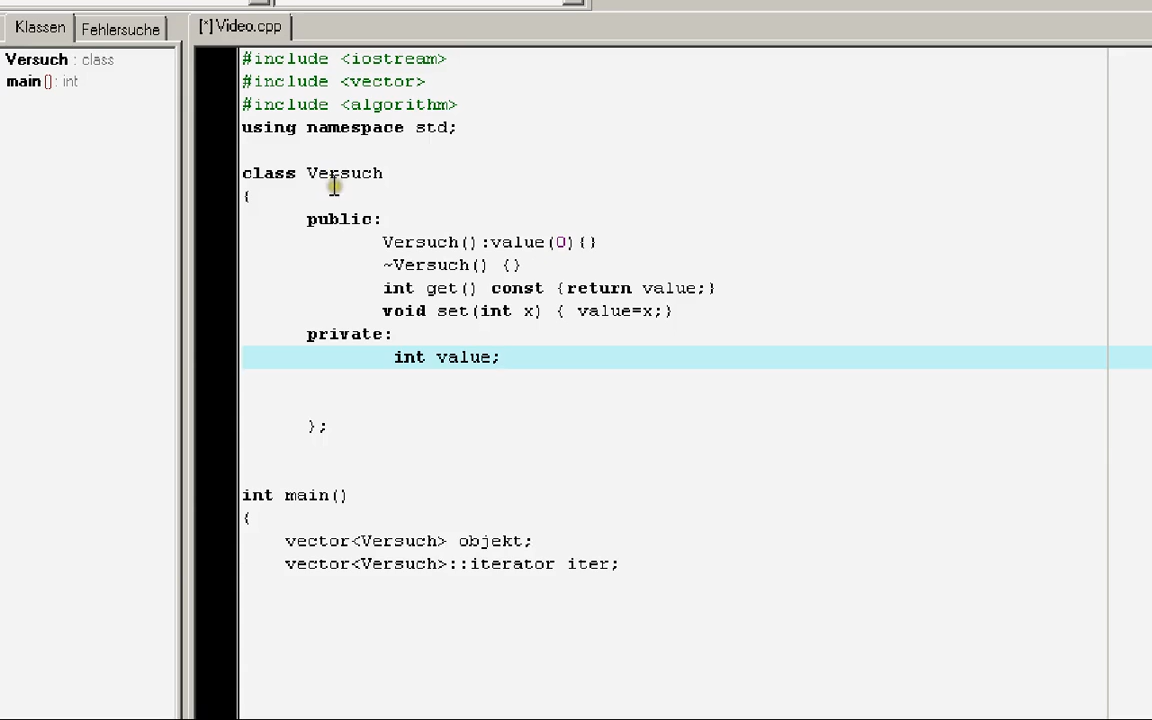 Klassen Fehlersuche [*] Video.cpp
Versuch : class
main () : int
#include <iostream>
#include <vector>
#include <algorithm>
using namespace std;
class Versuch
{
public:
Versuch():value(0){}
~Versuch() {}
int get() const {return value;}
void set(int x) { value=x;}
private:
int value;
};
int main()
{
vector<Versuch> objekt;
vector<Versuch>::iterator iter;